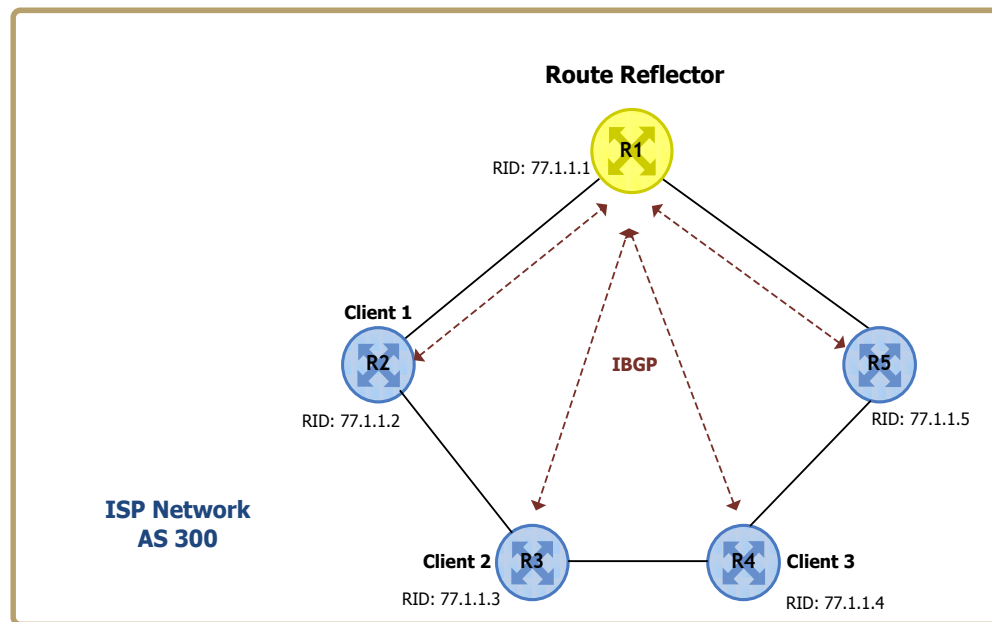 Route Reflector
R1
RID: 77.1.1.1
Client 1
R2
RID: 77.1.1.2
IBGP
R5
RID: 77.1.1.5
ISP Network
AS 300
Client 2
R3
RID: 77.1.1.3
R4
Client 3
RID: 77.1.1.4